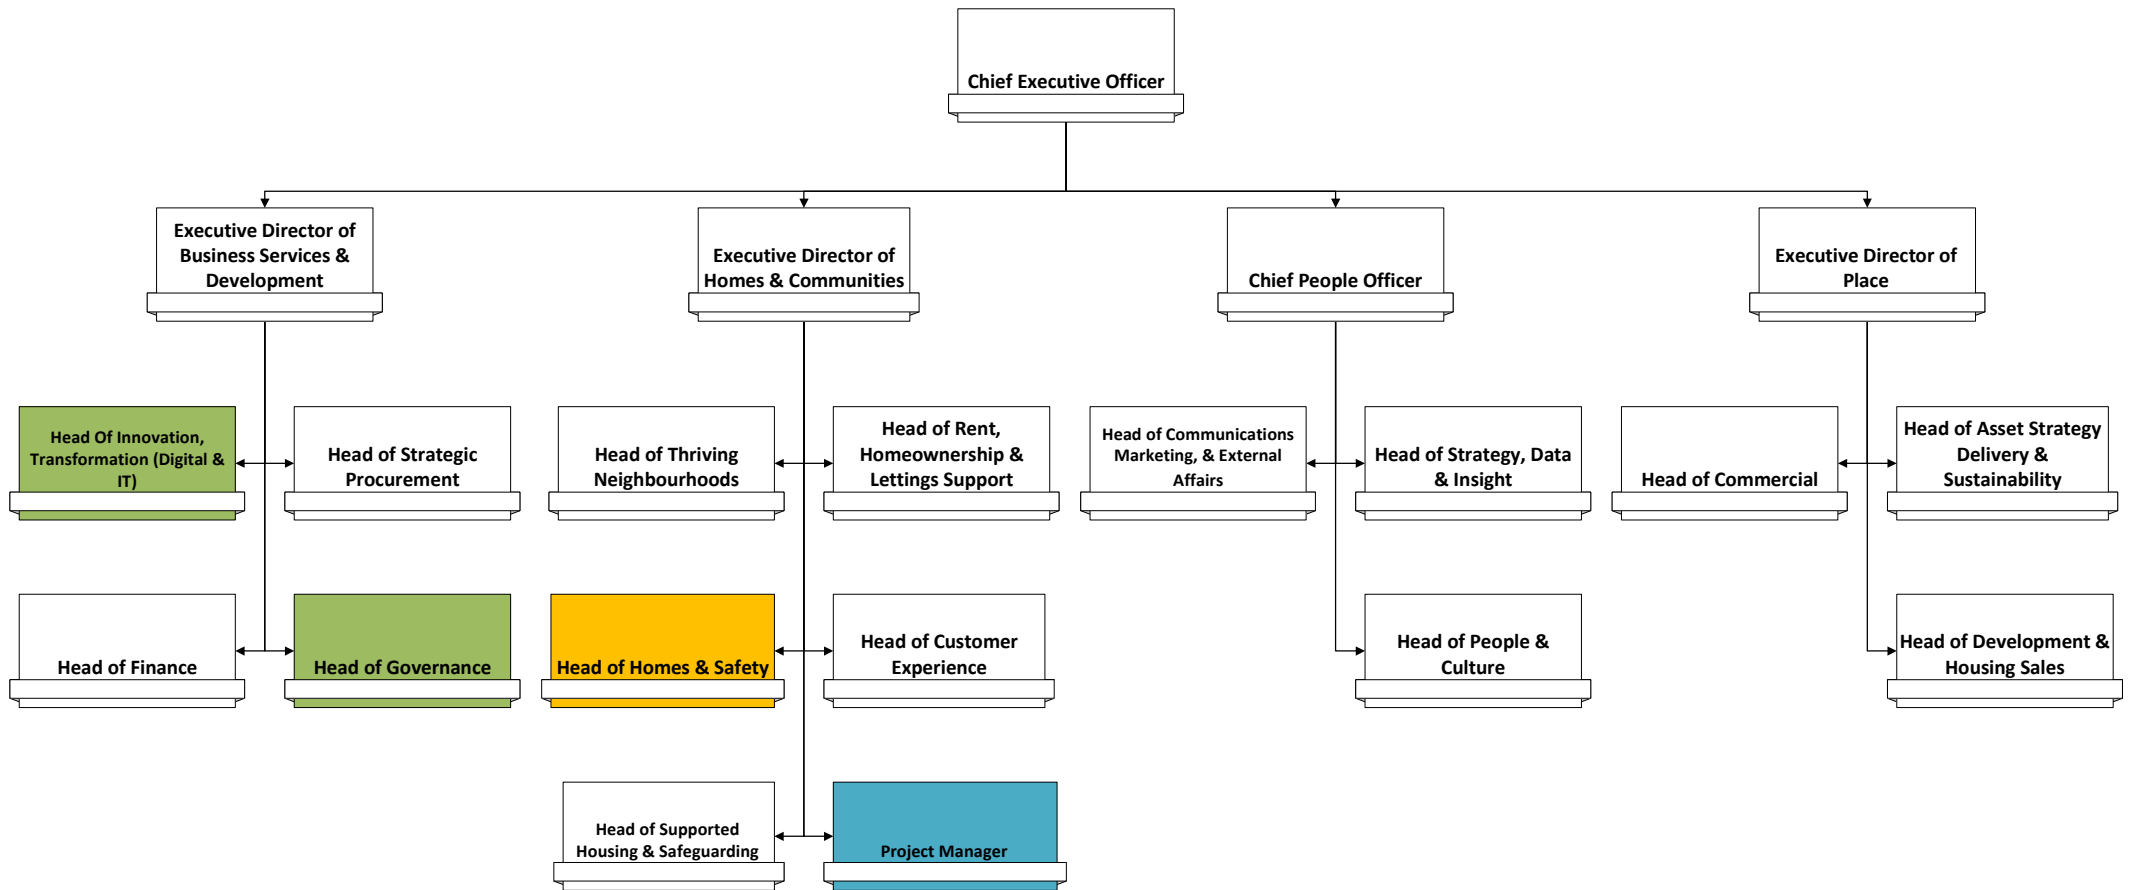 Chief Executive Officer
Executive Director of
Business Services &
Development
Executive Director of
Homes & Communities
Chief People Officer
Executive Director of
Place
Head Of Innovation,
Transformation (Digital &
IT)
Head of Strategic
Procurement
Head of Thriving
Neighbourhoods
Head of Rent,
Homeownership &
Lettings Support
Head of Communications
Marketing, & External
Affairs
Head of Strategy, Data
& Insight
Head of Commercial
Head of Asset Strategy
Delivery &
Sustainability
Head of Finance
Head of Governance
Head of Homes & Safety
Head of Customer
Experience
Head of People &
Culture
Head of Development &
Housing Sales
Head of Supported
Housing & Safeguarding
Project Manager